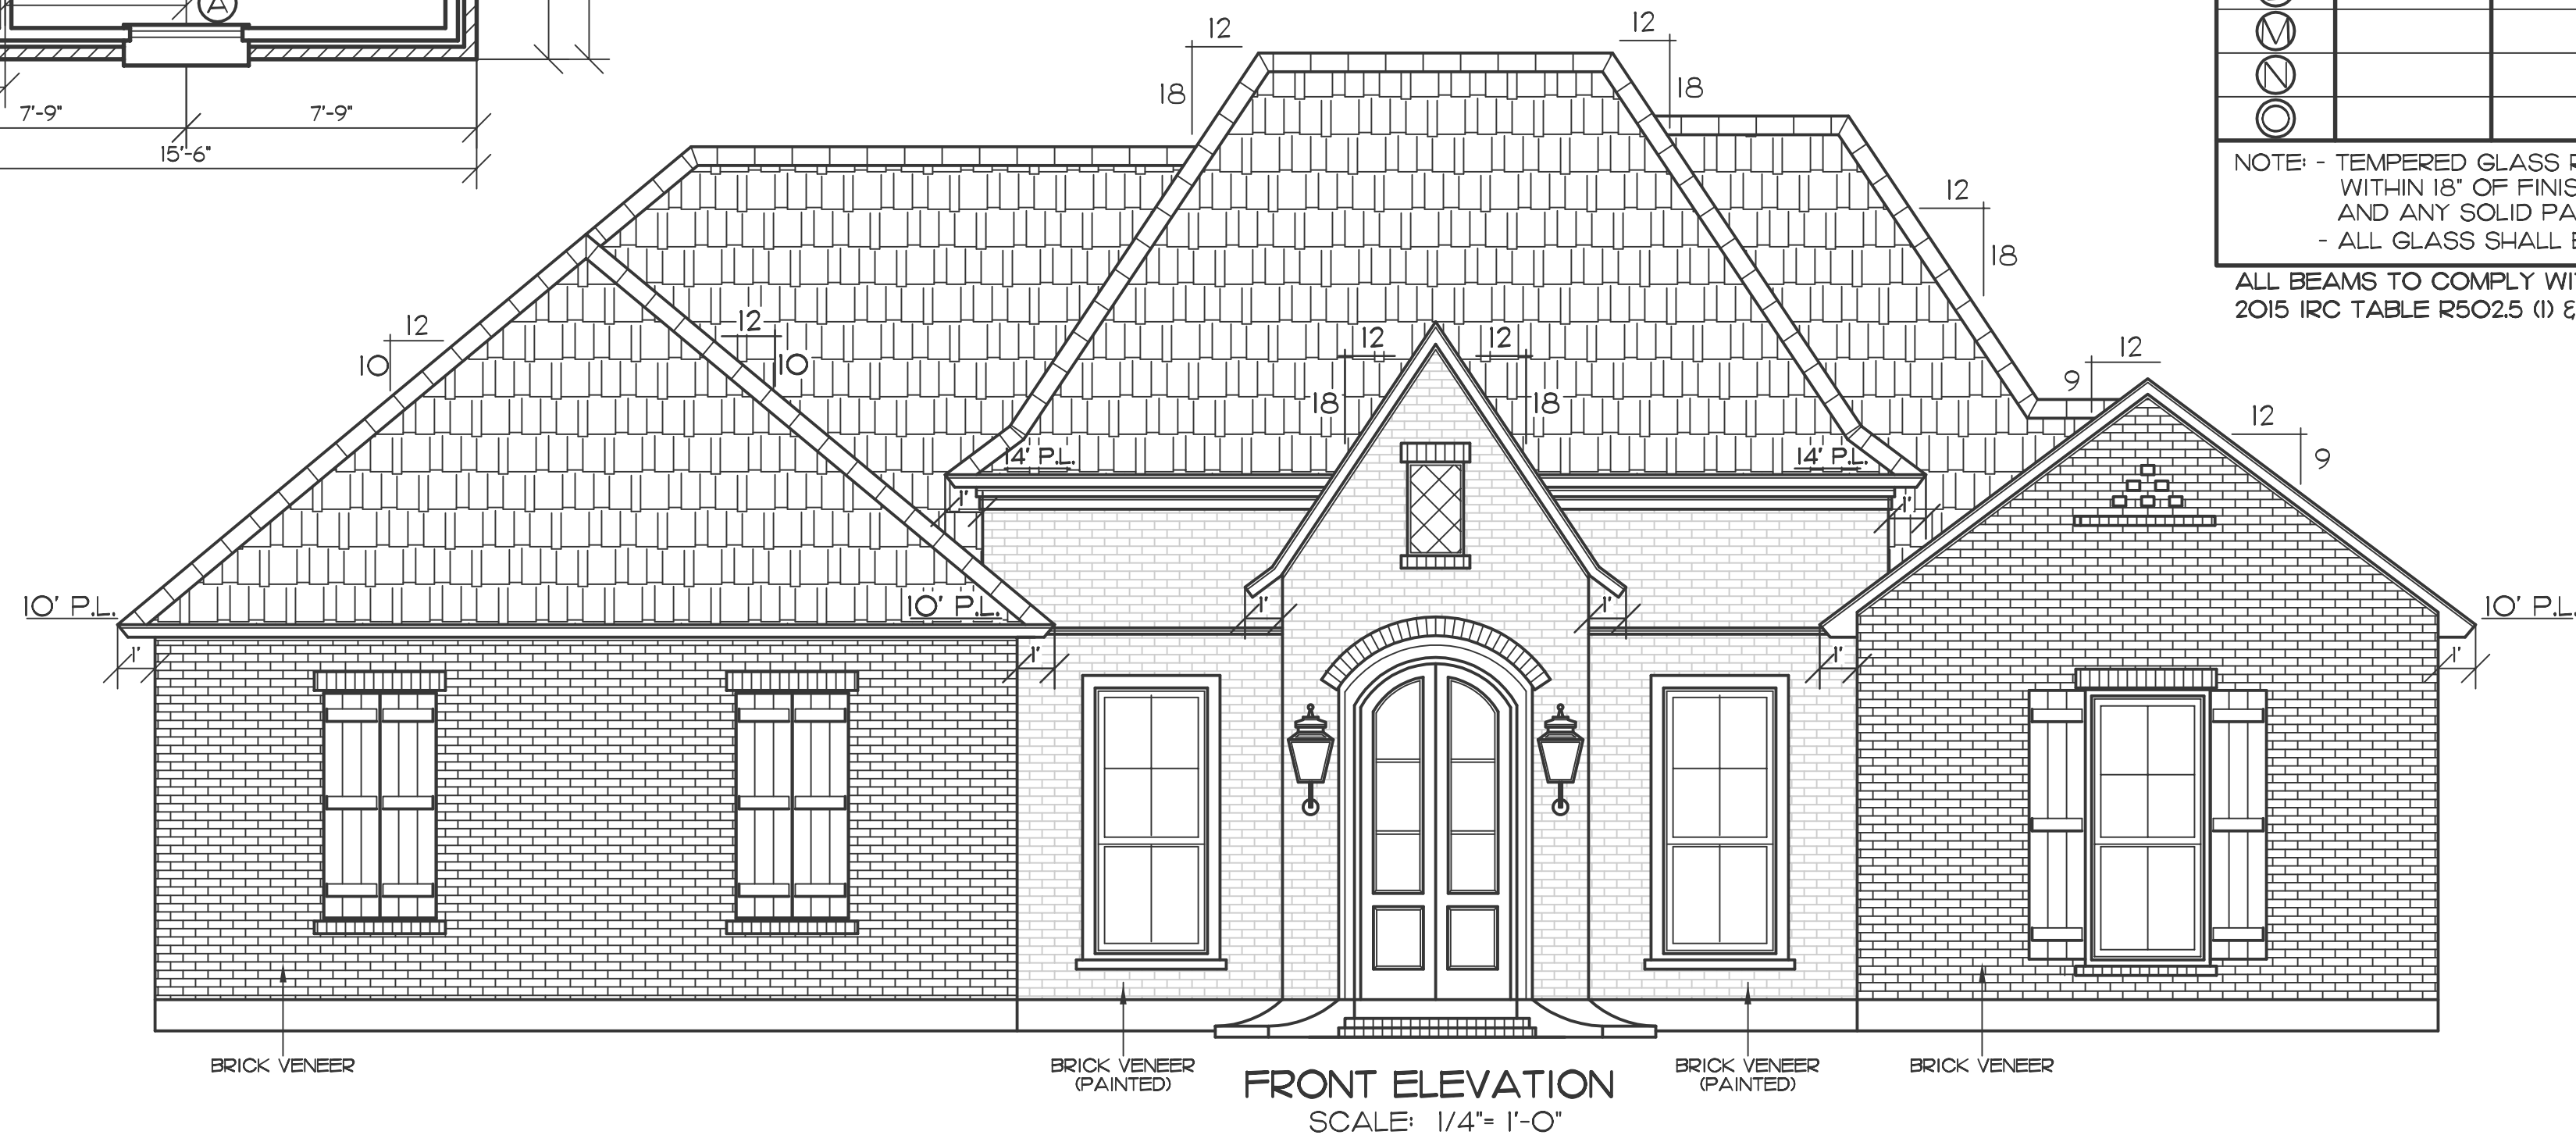 A
7'-9"
7'-9"
15'-6"
12
18
12
18
12
18
12
10
12
10
12
18
12
18
12
9
12
9
M
N
O
NOTE: - TEMPERED GLASS
WITHIN 18" OF
AND ANY SOLID
- ALL GLASS SHALL
ALL BEAMS TO COMPLY
2015 IRC TABLE R502.5 (1) &
14' P.L.
14' P.L.
1'
1'
10' P.L.
10' P.L.
10' P.L.
1'
1'
1'
1'
1'
1'
BRICK VENEER
BRICK VENEER
(PAINTED)
BRICK VENEER
(PAINTED)
BRICK VENEER
FRONT ELEVATION
SCALE: 1/4"= 1'-0"